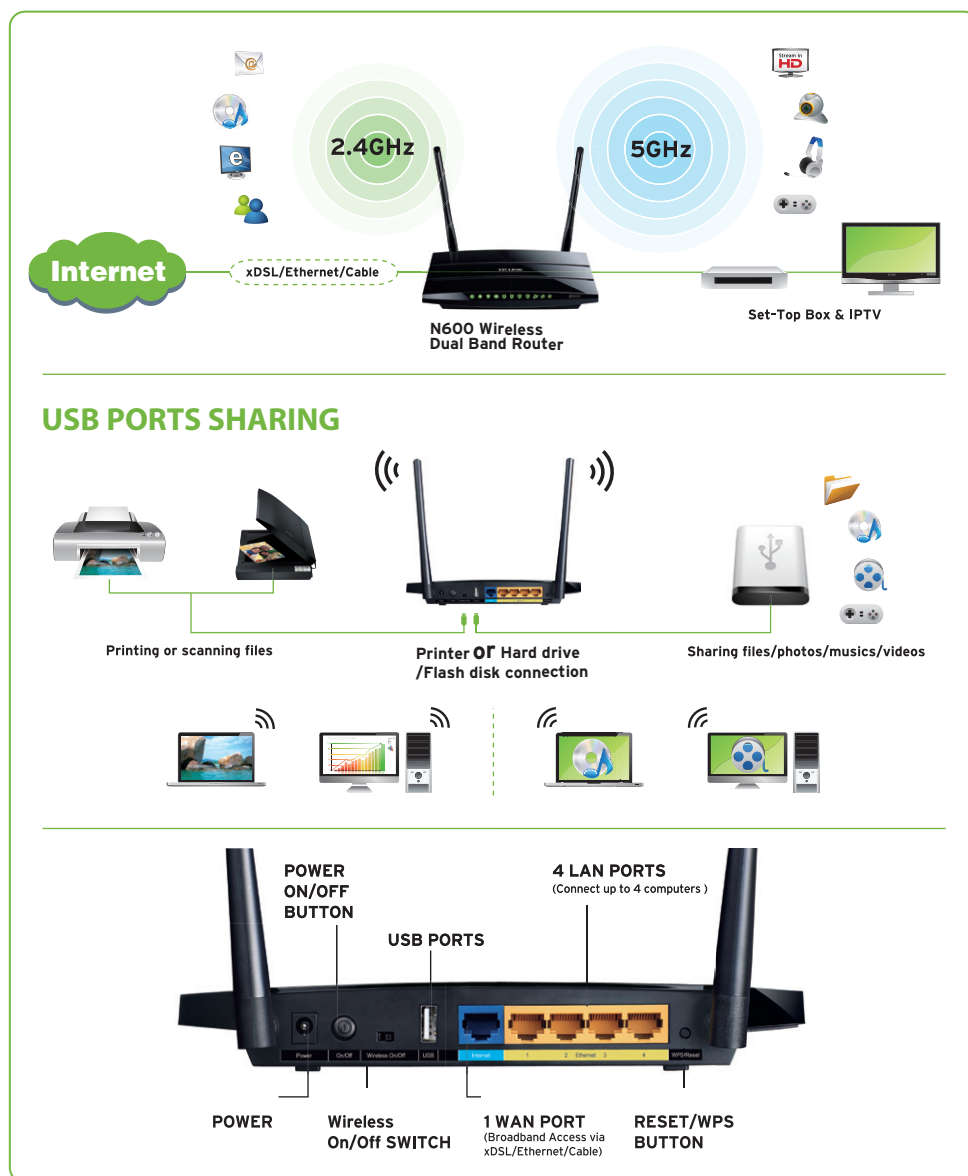 Stream in
HD
@
e
2.4GHz
5GHz
Internet
xDSL/Ethernet/Cable
TP-LINK
N600 Wireless
Dual Band Router
Set-Top Box & IPTV
USB PORTS SHARING
Printing or scanning files
Printer or Hard drive
/Flash disk connection
Sharing files/photos/musics/videos
POWER
ON/OFF
BUTTON
USB PORTS
4 LAN PORTS
(Connect up to 4 computers )
Power
On/Off
Wireless On/Off
USB
Internet
1
2
Ethernet
3
4
WPS/Reset
POWER
Wireless
On/Off SWITCH
1 WAN PORT
(Broadband Access via
xDSL/Ethernet/Cable)
RESET/WPS
BUTTON